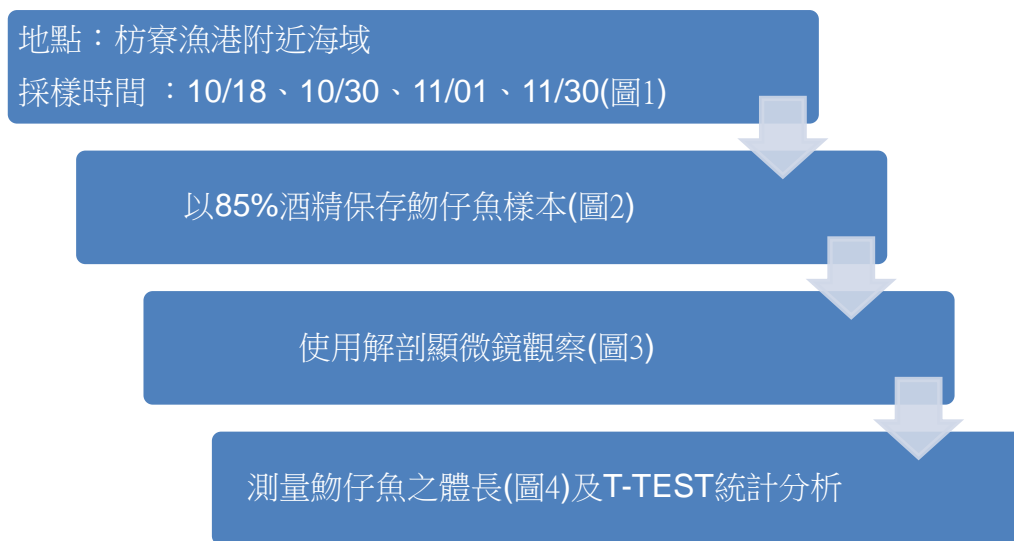 地點：枋寮漁港附近海域
採樣時間 ：10/18、10/30、11/01、11/30(圖1)
以85%酒精保存魩仔魚樣本(圖2)
使用解剖顯微鏡觀察(圖3)
測量魩仔魚之體長(圖4)及T-TEST統計分析